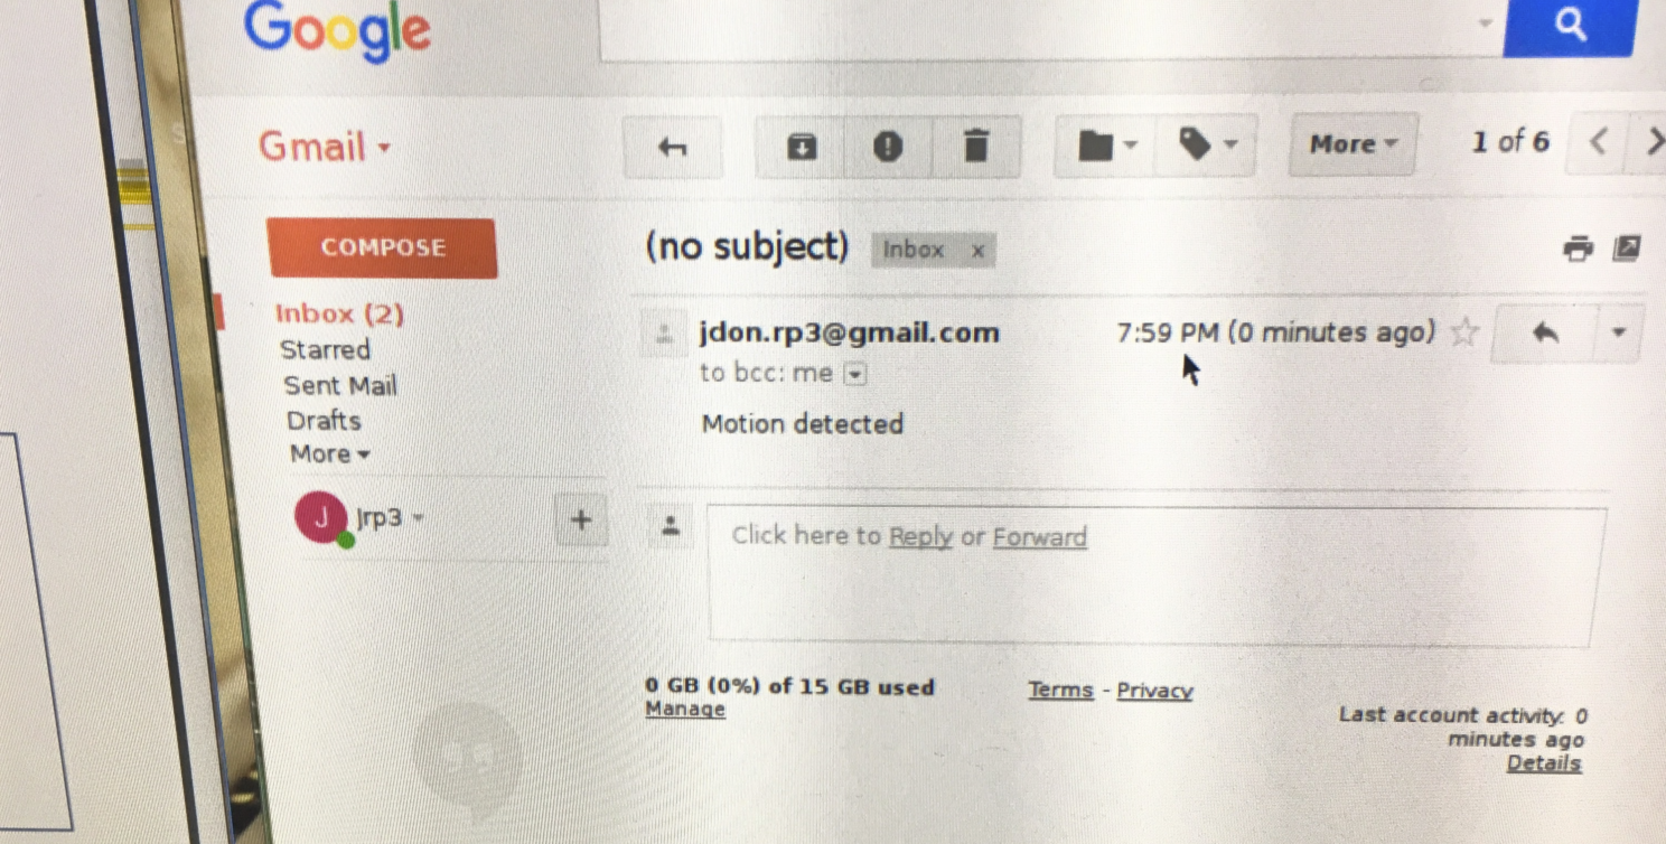 Google
Gmail
More
1 of 6
COMPOSE
(no subject)
Inbox x
Inbox (2)
Starred
Sent Mail
Drafts
More
jdon.rp3@gmail.com
7:59 PM (0 minutes ago)
to bcc: me
Motion detected
J
Jrp3
+
Click here to Reply or Forward
0 GB (0%) of 15 GB used
Manage
Terms - Privacy
Last account activity: 0
minutes ago
Details